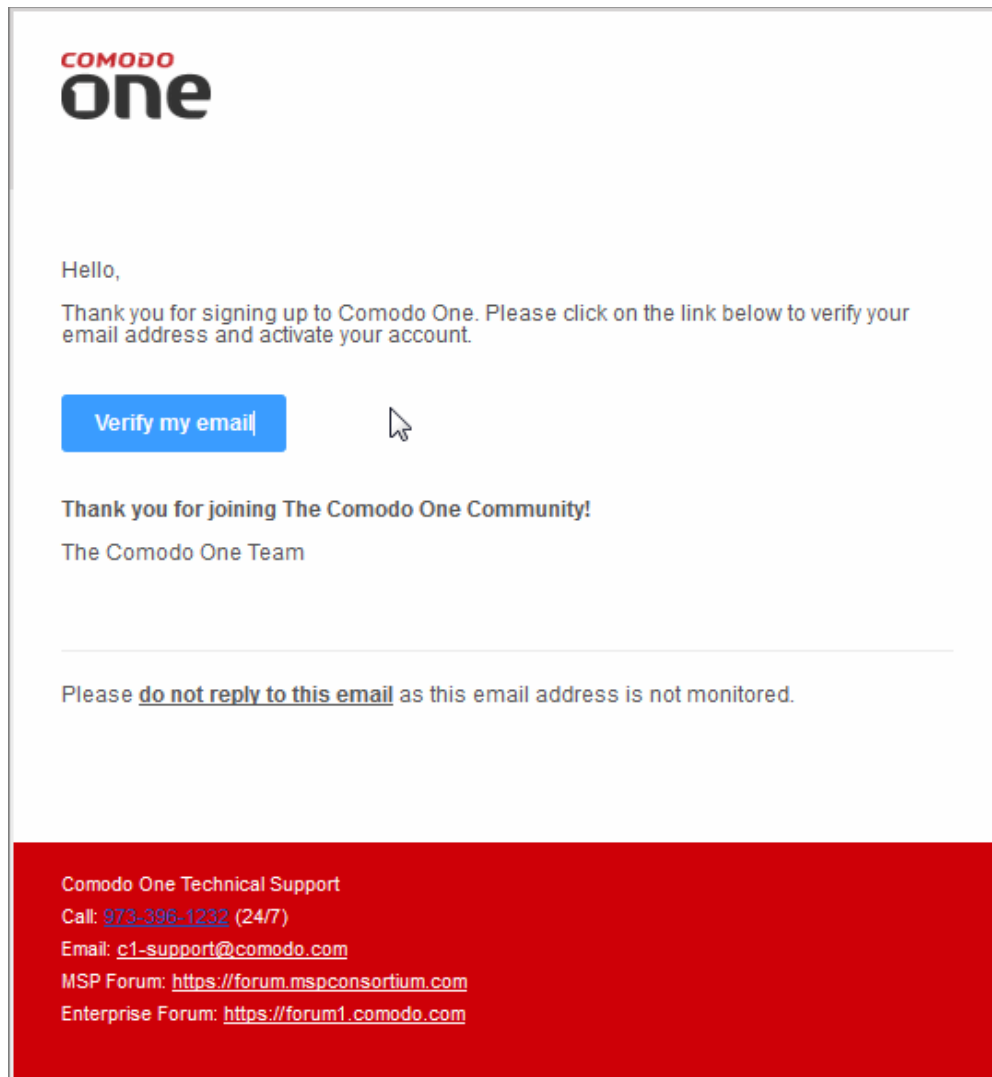 COMODO
one
Hello,
Thank you for signing up to Comodo One. Please click on the link below to verify your
email address and activate your account.
Verify my email
Thank you for joining The Comodo One Community!
The Comodo One Team
Please do not reply to this email as this email address is not monitored.
Comodo One Technical Support
Call: 973-396-1232 (24/7)
Email: c1-support@comodo.com
MSP Forum: https://forum.mspconsortium.com
Enterprise Forum: https://forum1.comodo.com